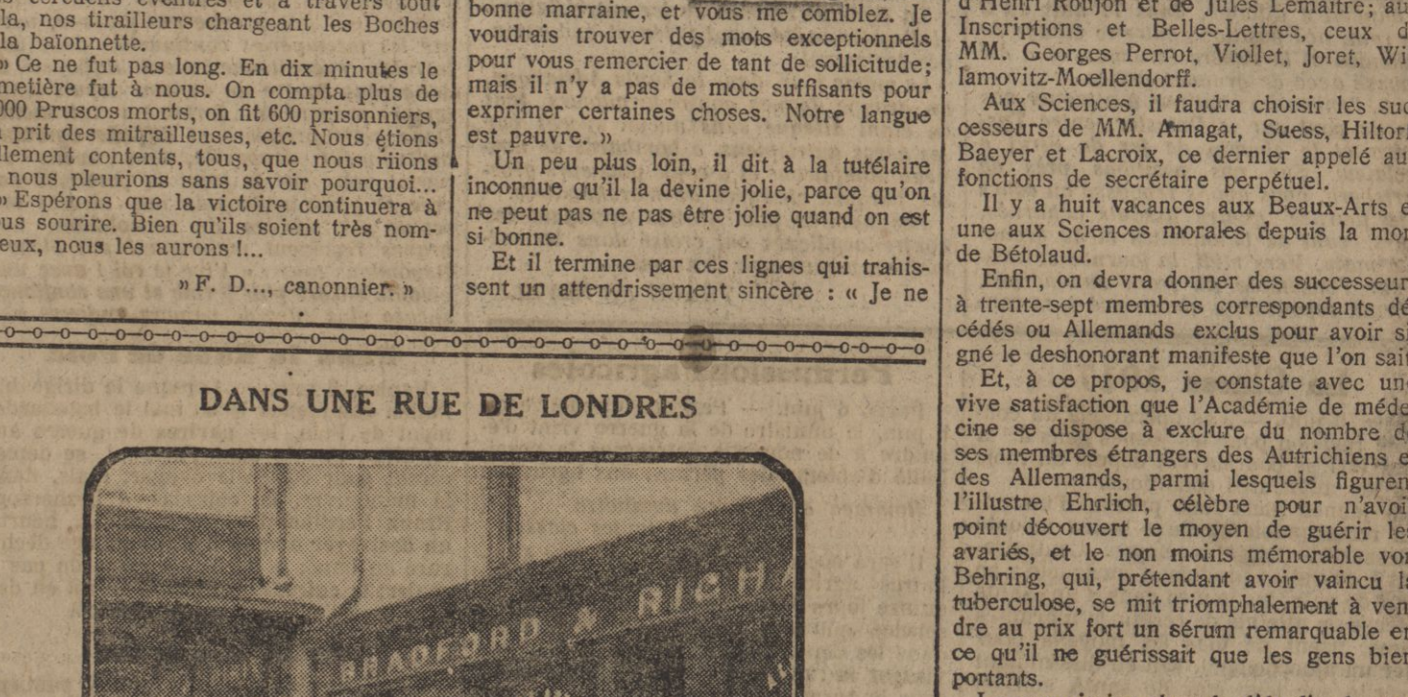 la, nos tirailleurs chargeant les Boches
la baïonnette.
» Ce ne fut pas long. En dix minutes le
metière fut à nous. On compta plus de
000 Pruscos morts, on fit 600 prisonniers,
prit des mitrailleuses, etc. Nous étions
llement contents, tous, que nous riions
nous pleurions sans savoir pourquoi...
» Espérons que la victoire continuera à
us sourire. Bien qu'ils soient très nom-
eux, nous les aurons !...
» F. D..., canonnier. »
bonne marraine, et vous me comblez. Je
voudrais trouver des mots exceptionnels
pour vous remercier de tant de sollicitude;
mais il n'y a pas de mots suffisants pour
exprimer certaines choses. Notre langue
est pauvre. »
Un peu plus loin, il dit à la tutélaire
inconnue qu'il la devine jolie, parce qu'on
ne peut pas ne pas être jolie quand on est
si bonne.
Et il termine par ces lignes qui trahis-
sent un attendrissement sincère : « Je ne
DANS UNE RUE DE LONDRES
BRADFORD & RICHA
d'Henri Roujon et de Jules Lemaître; au
Inscriptions et Belles-Lettres, ceux d
MM. Georges Perrot, Viollet, Joret, Wi
lamovitz-Moellendorff.
Aux Sciences, il faudra choisir les suc
cesseurs de MM. Amagat, Suess, Hiltor
Baeyer et Lacroix, ce dernier appelé au
fonctions de secrétaire perpétuel.
Il y a huit vacances aux Beaux-Arts e
une aux Sciences morales depuis la mor
de Bétolaud.
Enfin, on devra donner des successeur
à trente-sept membres correspondants dé
cédés ou Allemands exclus pour avoir si
gné le deshonorant manifeste que l'on sait
Et, à ce propos, je constate avec un
vive satisfaction que l'Académie de méde
cine se dispose à exclure du nombre d
ses membres étrangers des Autrichiens e
des Allemands, parmi lesquels figuren
l'illustre Ehrlich, célèbre pour n'avoi
point découvert le moyen de guérir les
avariés, et le non moins mémorable von
Behring, qui, prétendant avoir vaincu la
tuberculose, se mit triomphalement à ven
dre au prix fort un sérum remarquable en
ce qu'il ne guérissait que les gens bien
portants.